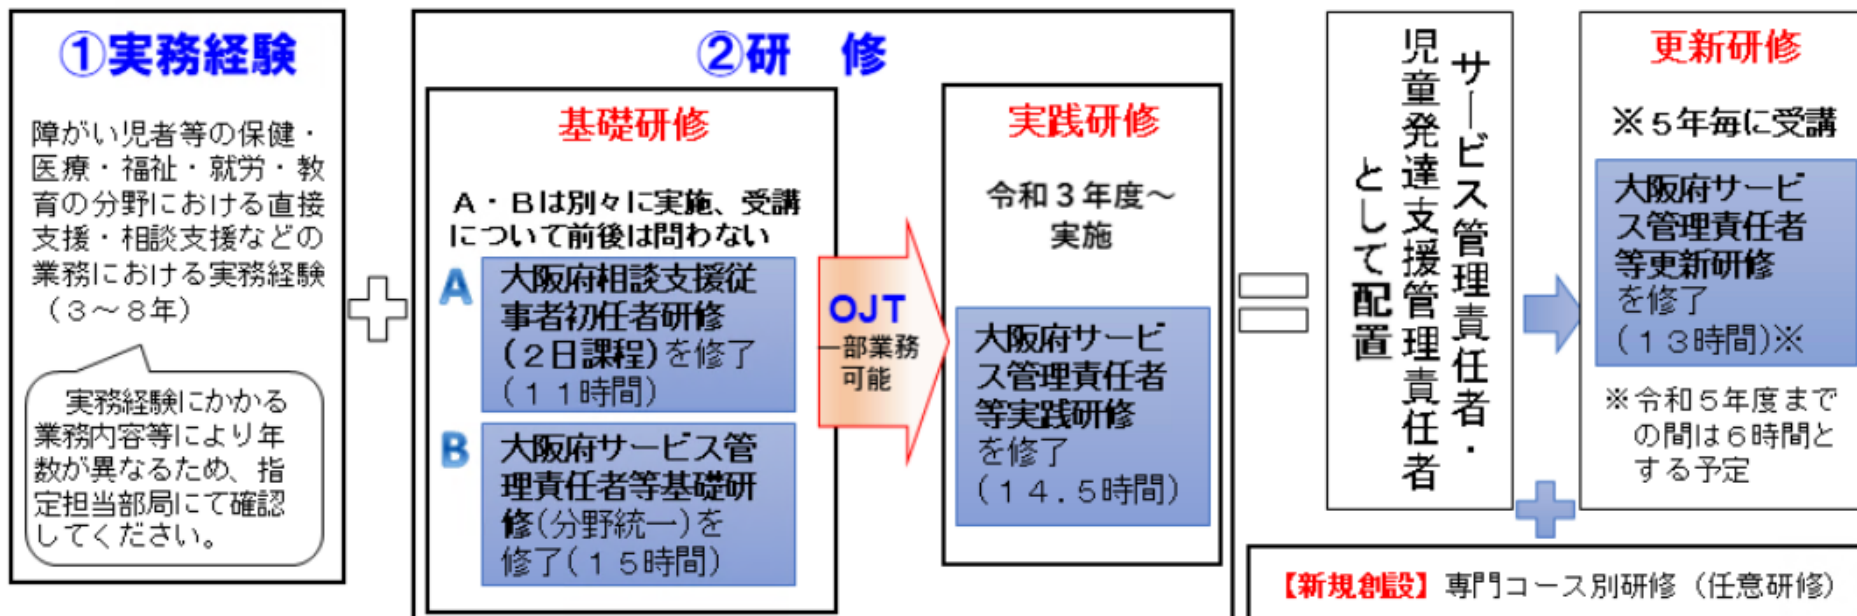 ①実務経験
障がい児者等の保健・
医療・福祉・就労・教
育の分野における直接
支援・相談支援などの
業務における実務経験
（３～８年）
実務経験にかかる
業務内容等により年
数が異なるため、指
定担当部局にて確認
してください。
②研　修
基礎研修
Ａ・Ｂは別々に実施、受講
について前後は問わない
A
大阪府相談支援従
事者初任者研修
(２日課程)を修了
(１１時間)
B
大阪府サービス管
理責任者等基礎研
修(分野統一)を
修了(１５時間)
OJT
一部業務
可能
実践研修
令和３年度～
実施
大阪府サービ
ス管理責任者
等実践研修
を修了
(１４.５時間)
サービス管理責任者・
児童発達支援管理責任者
として配置
更新研修
※５年毎に受講
大阪府サービ
ス管理責任者
等更新研修
を修了
(１３時間)※
※令和５年度まで
の間は６時間と
する予定
【新規創設】専門コース別研修（任意研修）